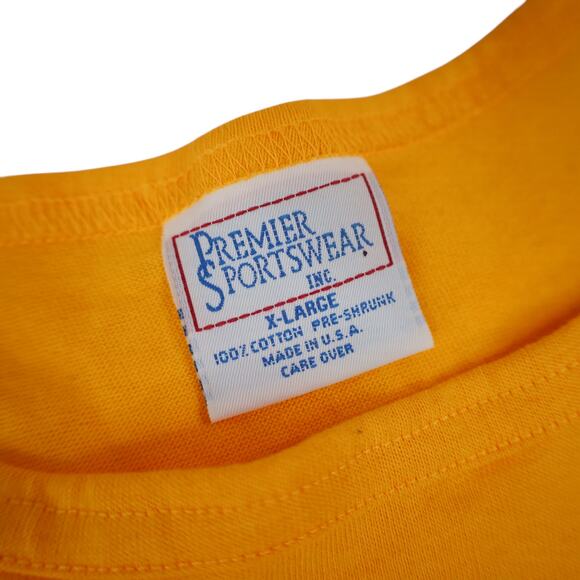 PREMIER
SPORTSWEAR
INC.
X-LARGE
100% COTTON PRE-SHRUNK
MADE IN U.S.A.
CARE OVER